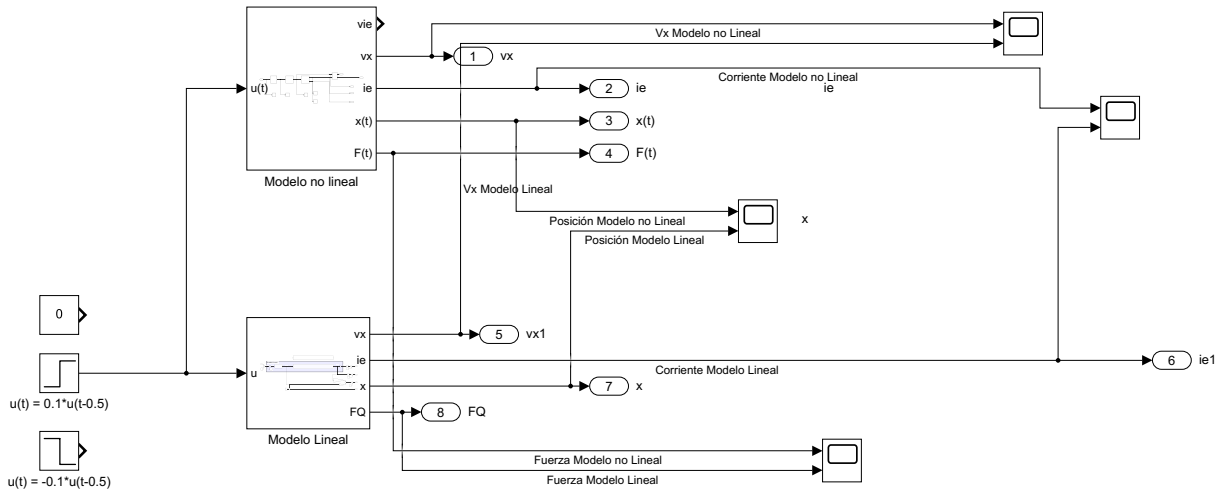 vie
vx
1
vx
Vx Modelo no Lineal
u(t)
ie
2
ie
Corriente Modelo no Lineal
ie
x(t)
3
x(t)
F(t)
4
F(t)
Modelo no lineal
Vx Modelo Lineal
Posición Modelo no Lineal
x
Posición Modelo Lineal
0
vx
5
vx1
u
ie
6
ie1
Corriente Modelo Lineal
x
7
x
u(t) = 0.1*u(t-0.5)
FQ
8
FQ
Modelo Lineal
Fuerza Modelo no Lineal
Fuerza Modelo Lineal
u(t) = -0.1*u(t-0.5)